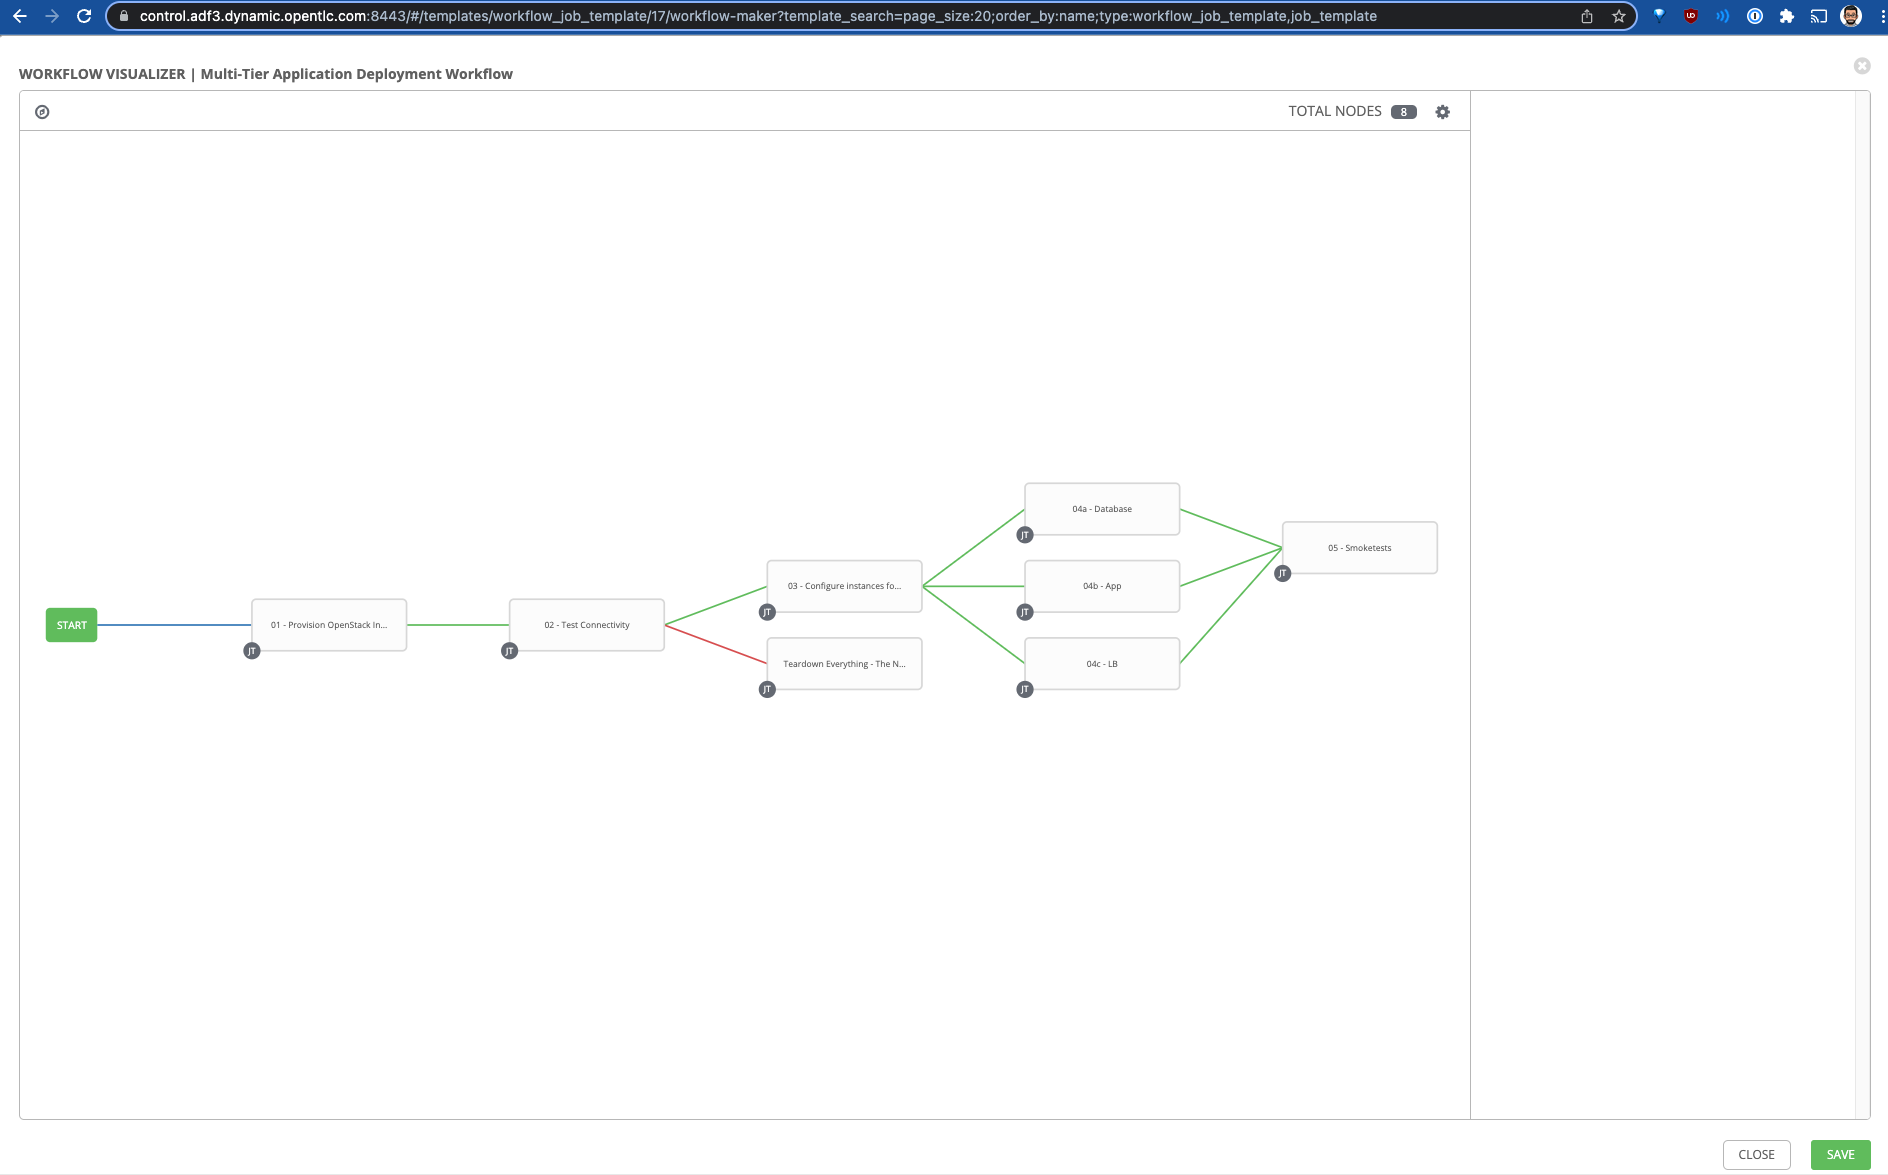 control.adf3.dynamic.opentlc.com:8443/#/templates/workflow_job_template/17/workflow-maker?template_search=page_size:20;order_by:name;type:workflow_job_template,job_template
WORKFLOW VISUALIZER | Multi-Tier Application Deployment Workflow
TOTAL NODES 8
START
01 - Provision OpenStack In...
JT
02 - Test Connectivity
JT
03 - Configure instances fo...
JT
Teardown Everything - The N...
JT
04a - Database
JT
04b - App
JT
04c - LB
JT
05 - Smoketests
JT
CLOSE
SAVE